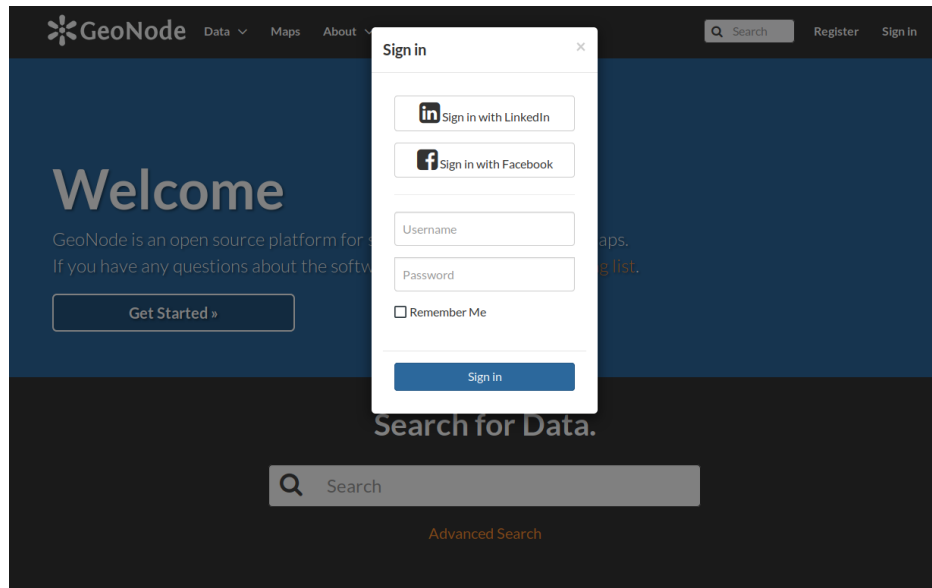 GeoNode Data Maps About Search Register Sign in
Sign in ×
in Sign in with LinkedIn
f Sign in with Facebook
Welcome
Username
GeoNode is an open source platform for s aps.
If you have any questions about the softw g list.
Password
Get Started »
Remember Me
Sign in
Search for Data.
Search
Advanced Search